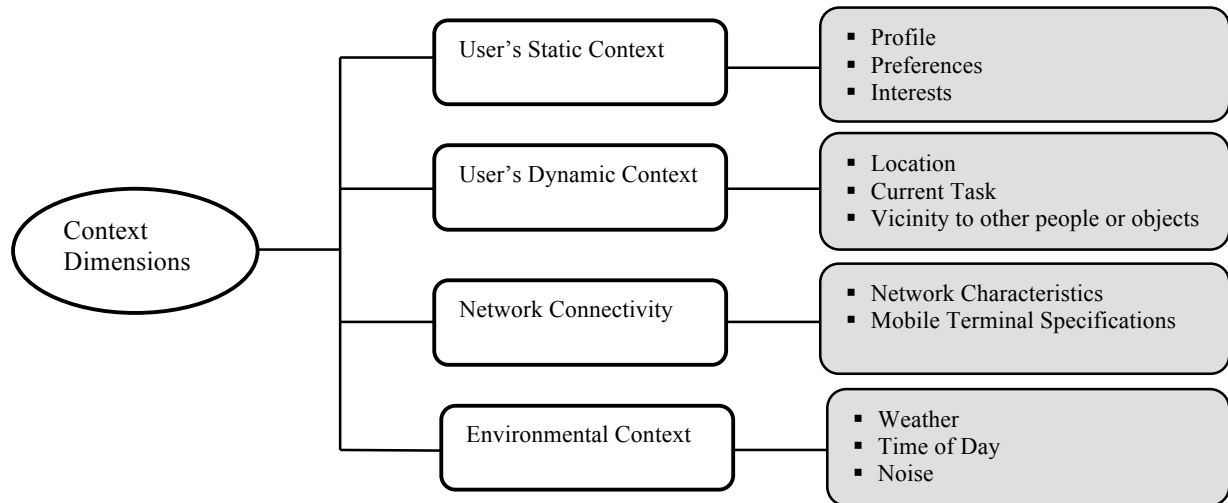 Context
Dimensions
User’s Static Context
▪ Profile
▪ Preferences
▪ Interests
User’s Dynamic Context
▪ Location
▪ Current Task
▪ Vicinity to other people or objects
Network Connectivity
▪ Network Characteristics
▪ Mobile Terminal Specifications
Environmental Context
▪ Weather
▪ Time of Day
▪ Noise